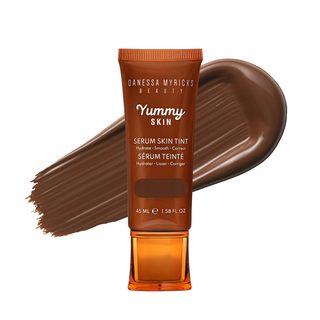 DANESSA MYRICKS
BEAUTY
Yummy
SKIN
SERUM SKIN TINT
Hydrate • Smooth • Correct
SÉRUM TEINTÉ
Hydrater • Lisser • Corriger
45 ML ℮ 1.58 FL.OZ